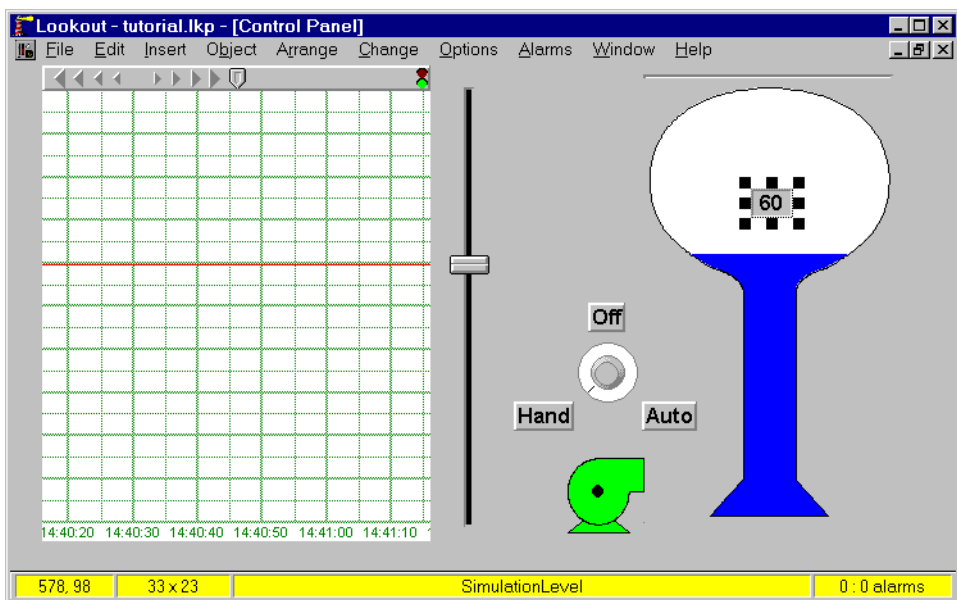 Lookout - tutorial.lkp - [Control Panel]
File Edit Insert Object Arrange Change Options Alarms Window Help
60
Off
Hand Auto
14:40:20 14:40:30 14:40:40 14:40:50 14:41:00 14:41:10
578, 98 33 x 23 SimulationLevel 0 : 0 alarms